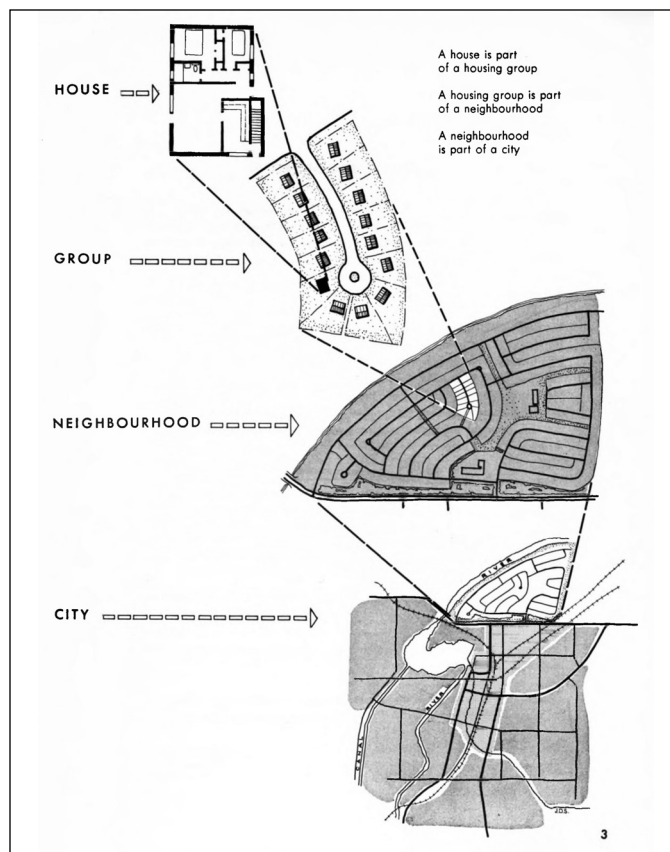 HOUSE
A house is part
of a housing group
A housing group is part
of a neighbourhood
A neighbourhood
is part of a city
GROUP
NEIGHBOURHOOD
CITY
RIVER
RIVER
CANAL
J.D.S.
3